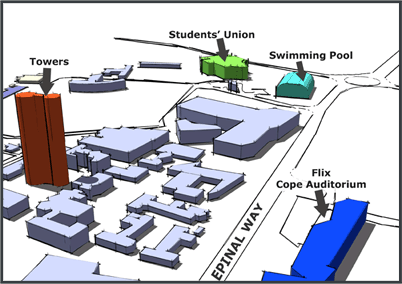 Students' Union
Swimming Pool
Towers
Flix
Cope Auditorium
EPINAL WAY